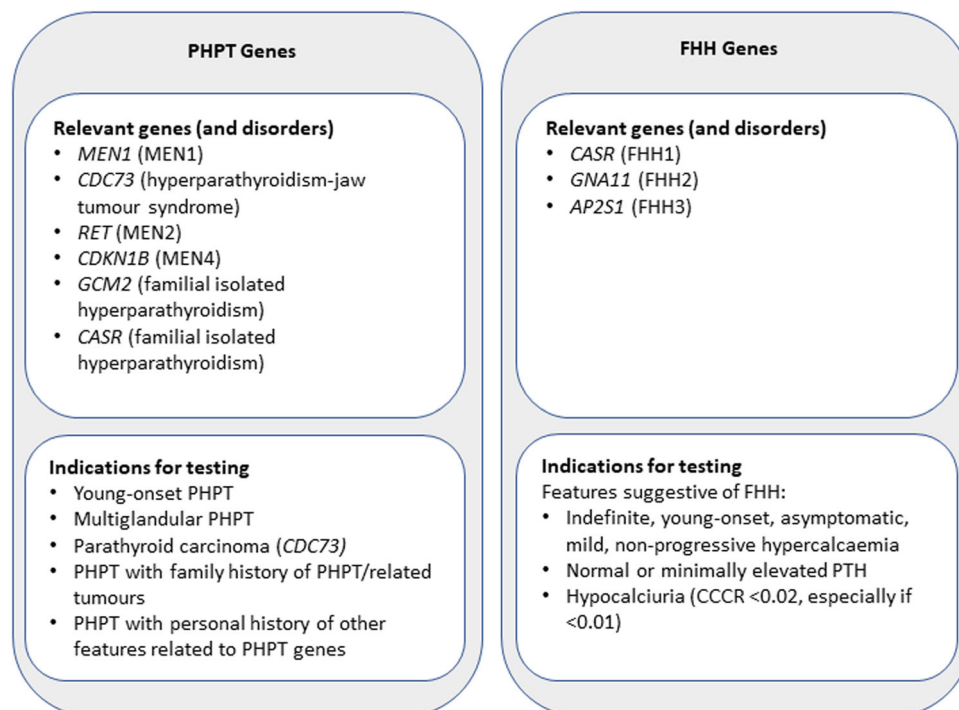 PHPT Genes
Relevant genes (and disorders)
• MEN1 (MEN1)
• CDC73 (hyperparathyroidism-jaw
tumour syndrome)
• RET (MEN2)
• CDKN1B (MEN4)
• GCM2 (familial isolated
hyperparathyroidism)
• CASR (familial isolated
hyperparathyroidism)
Indications for testing
• Young-onset PHPT
• Multiglandular PHPT
• Parathyroid carcinoma (CDC73)
• PHPT with family history of PHPT/related
tumours
• PHPT with personal history of other
features related to PHPT genes
FHH Genes
Relevant genes (and disorders)
• CASR (FHH1)
• GNA11 (FHH2)
• AP2S1 (FHH3)
Indications for testing
Features suggestive of FHH:
• Indefinite, young-onset, asymptomatic,
mild, non-progressive hypercalcaemia
• Normal or minimally elevated PTH
• Hypocalciuria (CCCR <0.02, especially if
<0.01)